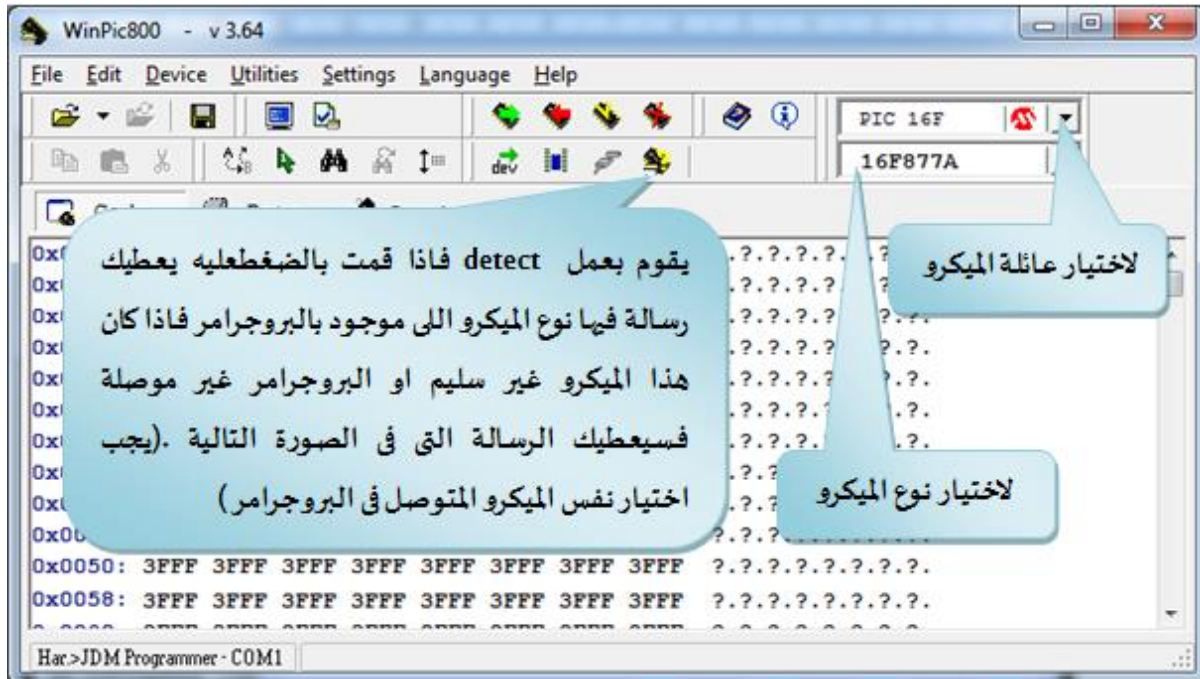 WinPic800 - v 3.64
File Edit Device Utilities Settings Language Help
PIC 16F
dev
16F877A
لاختيار عائلة الميكرو
يقوم بعمل detect فاذا قمت بالضغطعليه يعطيك
رسالة فيها نوع الميكرو اللى موجود بالبروجرامر فاذا كان
هذا الميكرو غير سليم او البروجرامر غير موصلة
فسيعطيك الرسالة التى فى الصورة التالية .(يجب
اختيار نفس الميكرو المتوصل فى البروجرامر)
لاختيار نوع الميكرو
0x0050: 3FFF 3FFF 3FFF 3FFF 3FFF 3FFF 3FFF 3FFF ?.?.?.?.?.?.?.?.
0x0058: 3FFF 3FFF 3FFF 3FFF 3FFF 3FFF 3FFF 3FFF ?.?.?.?.?.?.?.?.
Har.>JDM Programmer - COM1